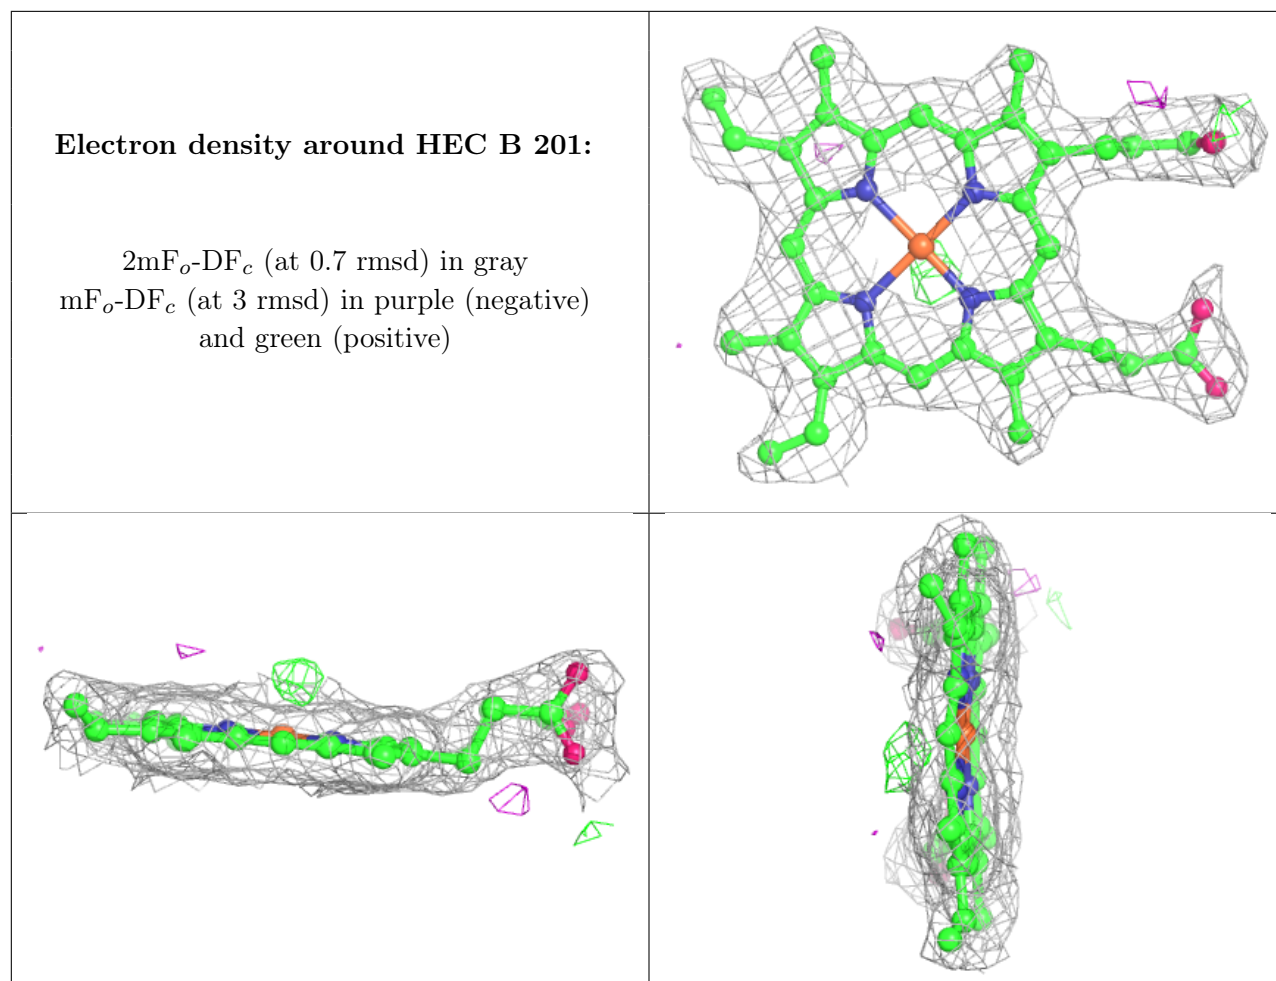 Electron density around HEC B 201:
2mFₒ-DF𝒸 (at 0.7 rmsd) in gray
mFₒ-DF𝒸 (at 3 rmsd) in purple (negative)
and green (positive)